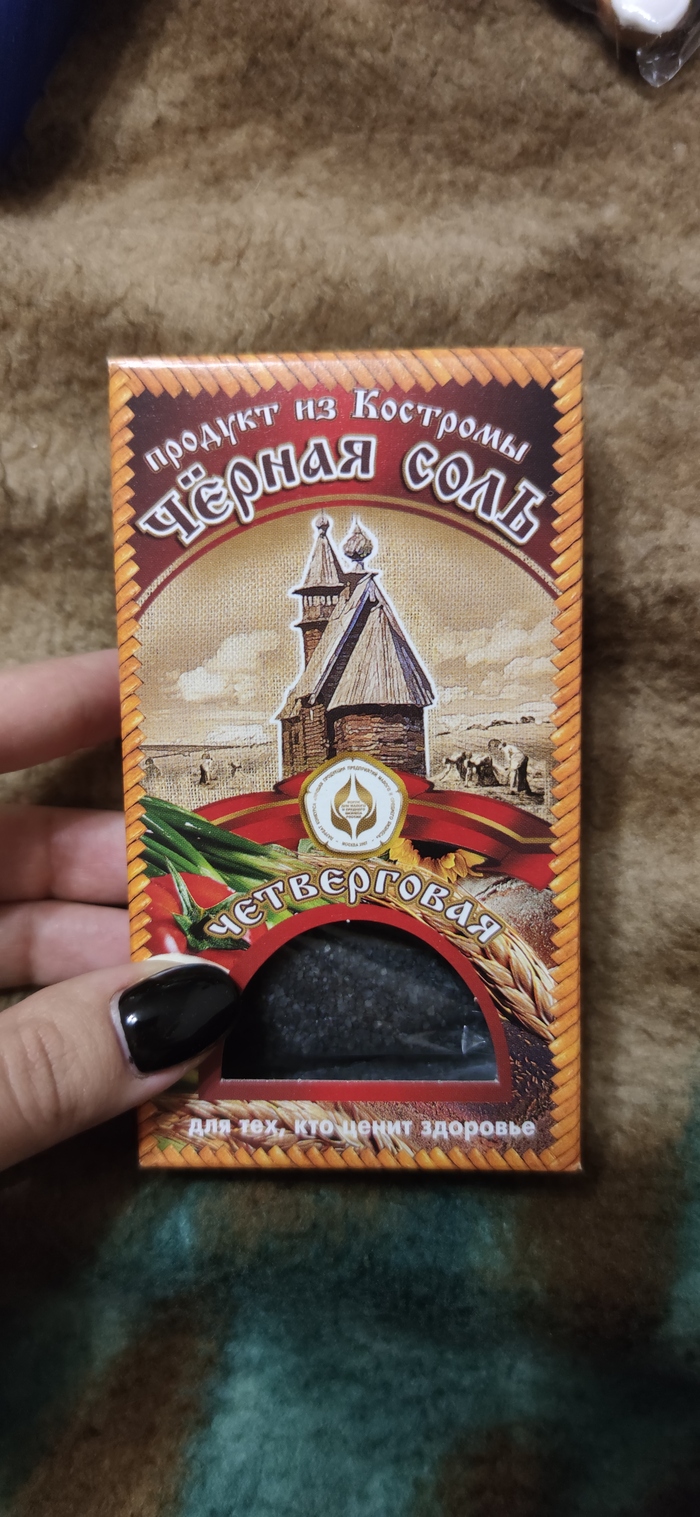 продукт из Костромы
ЧЁРНАЯ СОЛЬ
ЧЕТВЕРГОВАЯ
для тех, кто ценит здоровье